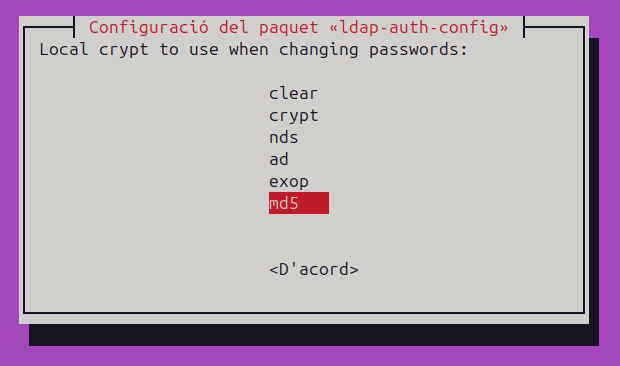 Configuració del paquet «ldap-auth-config»
Local crypt to use when changing passwords:
clear
crypt
nds
ad
exop
md5
<D'acord>